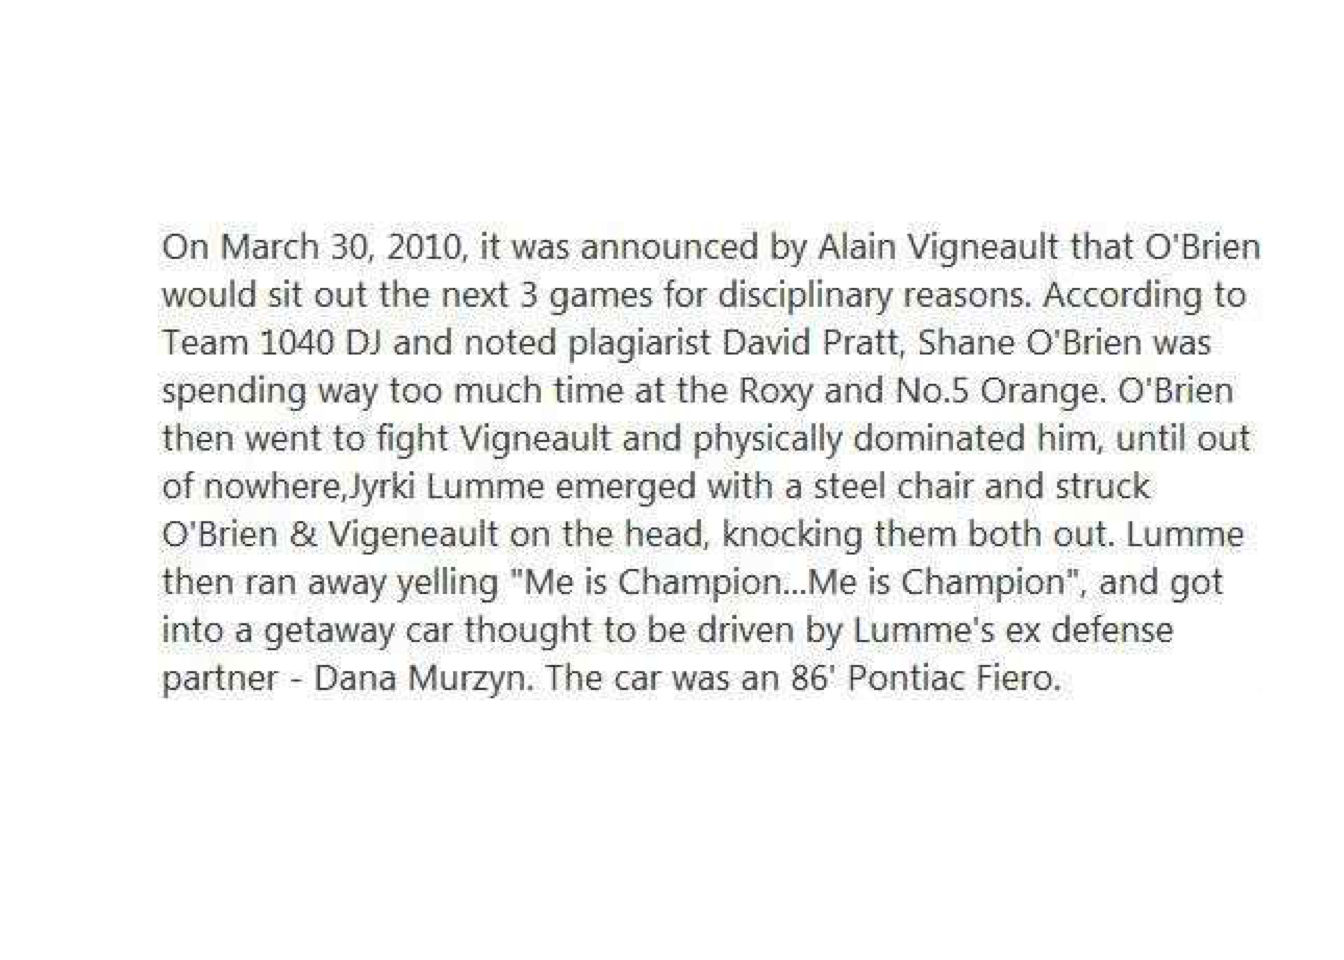 On March 30, 2010, it was announced by Alain Vigneault that O'Brien
would sit out the next 3 games for disciplinary reasons. According to
Team 1040 DJ and noted plagiarist David Pratt, Shane O'Brien was
spending way too much time at the Roxy and No.5 Orange. O'Brien
then went to fight Vigneault and physically dominated him, until out
of nowhere,Jyrki Lumme emerged with a steel chair and struck
O'Brien & Vigeneault on the head, knocking them both out. Lumme
then ran away yelling "Me is Champion...Me is Champion", and got
into a getaway car thought to be driven by Lumme's ex defense
partner - Dana Murzyn. The car was an 86' Pontiac Fiero.